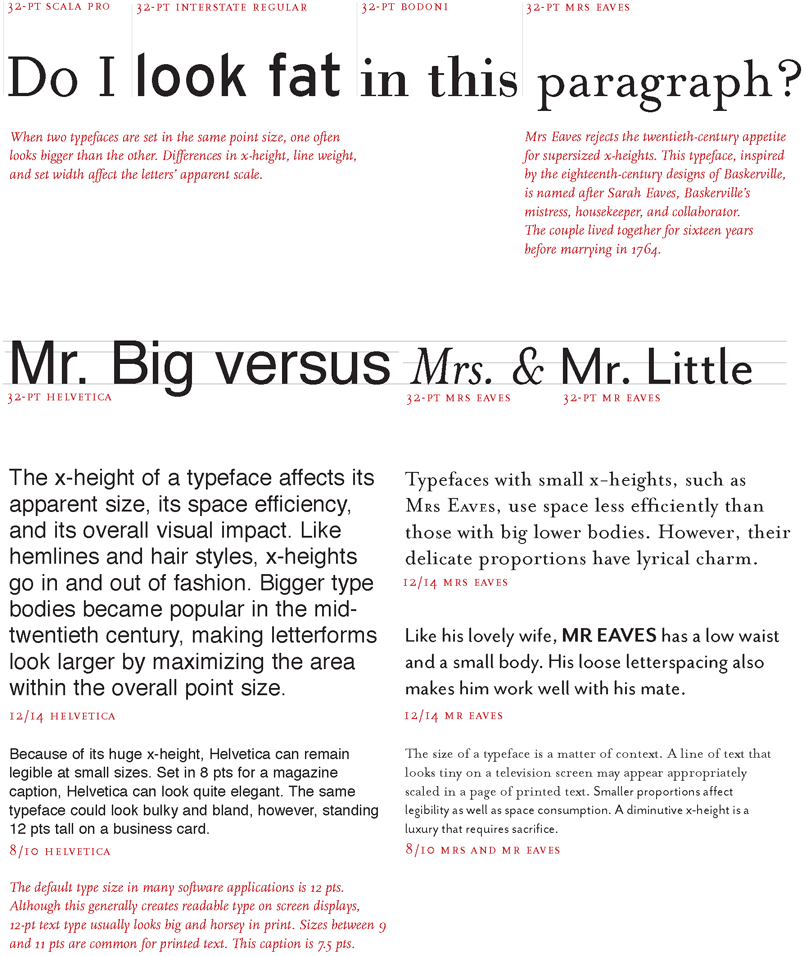 32-PT SCALA PRO
32-PT INTERSTATE REGULAR
32-PT BODONI
32-PT MRS EAVES
Do I look fat in this paragraph?
When two typefaces are set in the same point size, one often
looks bigger than the other. Differences in x-height, line weight,
and set width affect the letters’ apparent scale.
Mrs Eaves rejects the twentieth-century appetite
for supersized x-heights. This typeface, inspired
by the eighteenth-century designs of Baskerville,
is named after Sarah Eaves, Baskerville’s
mistress, housekeeper, and collaborator.
The couple lived together for sixteen years
before marrying in 1764.
Mr. Big versus Mrs. & Mr. Little
32-PT HELVETICA
32-PT MRS EAVES
32-PT MR EAVES
The x-height of a typeface affects its
apparent size, its space efficiency,
and its overall visual impact. Like
hemlines and hair styles, x-heights
go in and out of fashion. Bigger type
bodies became popular in the mid-
twentieth century, making letterforms
look larger by maximizing the area
within the overall point size.
12/14 HELVETICA
Because of its huge x-height, Helvetica can remain
legible at small sizes. Set in 8 pts for a magazine
caption, Helvetica can look quite elegant. The same
typeface could look bulky and bland, however, standing
12 pts tall on a business card.
8/10 HELVETICA
The default type size in many software applications is 12 pts.
Although this generally creates readable type on screen displays,
12-pt text type usually looks big and horsey in print. Sizes between 9
and 11 pts are common for printed text. This caption is 7.5 pts.
Typefaces with small x-heights, such as
MRS EAVES, use space less efficiently than
those with big lower bodies. However, their
delicate proportions have lyrical charm.
12/14 MRS EAVES
Like his lovely wife, MR EAVES has a low waist
and a small body. His loose letterspacing also
makes him work well with his mate.
12/14 MR EAVES
The size of a typeface is a matter of context. A line of text that
looks tiny on a television screen may appear appropriately
scaled in a page of printed text. Smaller proportions affect
legibility as well as space consumption. A diminutive x-height is a
luxury that requires sacrifice.
8/10 MRS AND MR EAVES